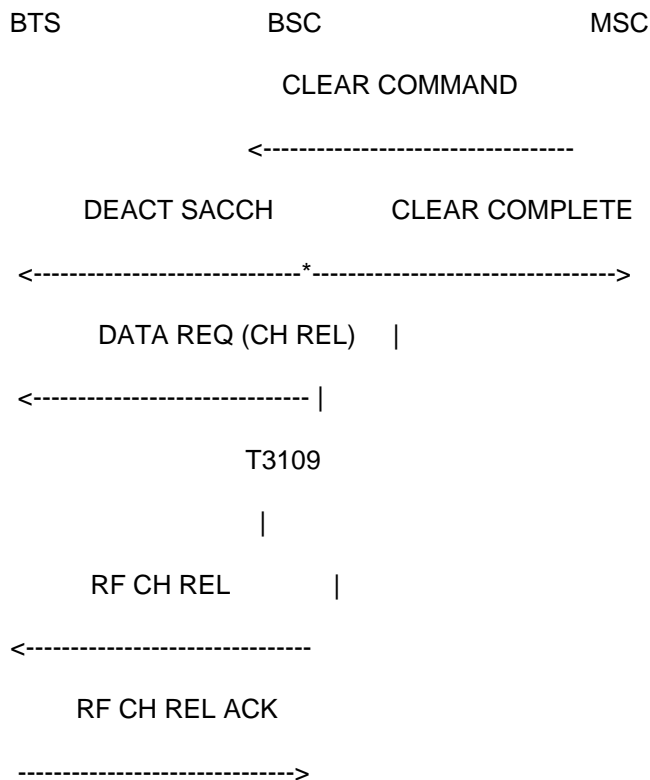 BTS BSC MSC
CLEAR COMMAND
<-----------------------------------
DEACT SACCH CLEAR COMPLETE
<------------------------------*---------------------------------->
DATA REQ (CH REL) |
<------------------------------- |
T3109
|
RF CH REL |
<--------------------------------
RF CH REL ACK
------------------------------->